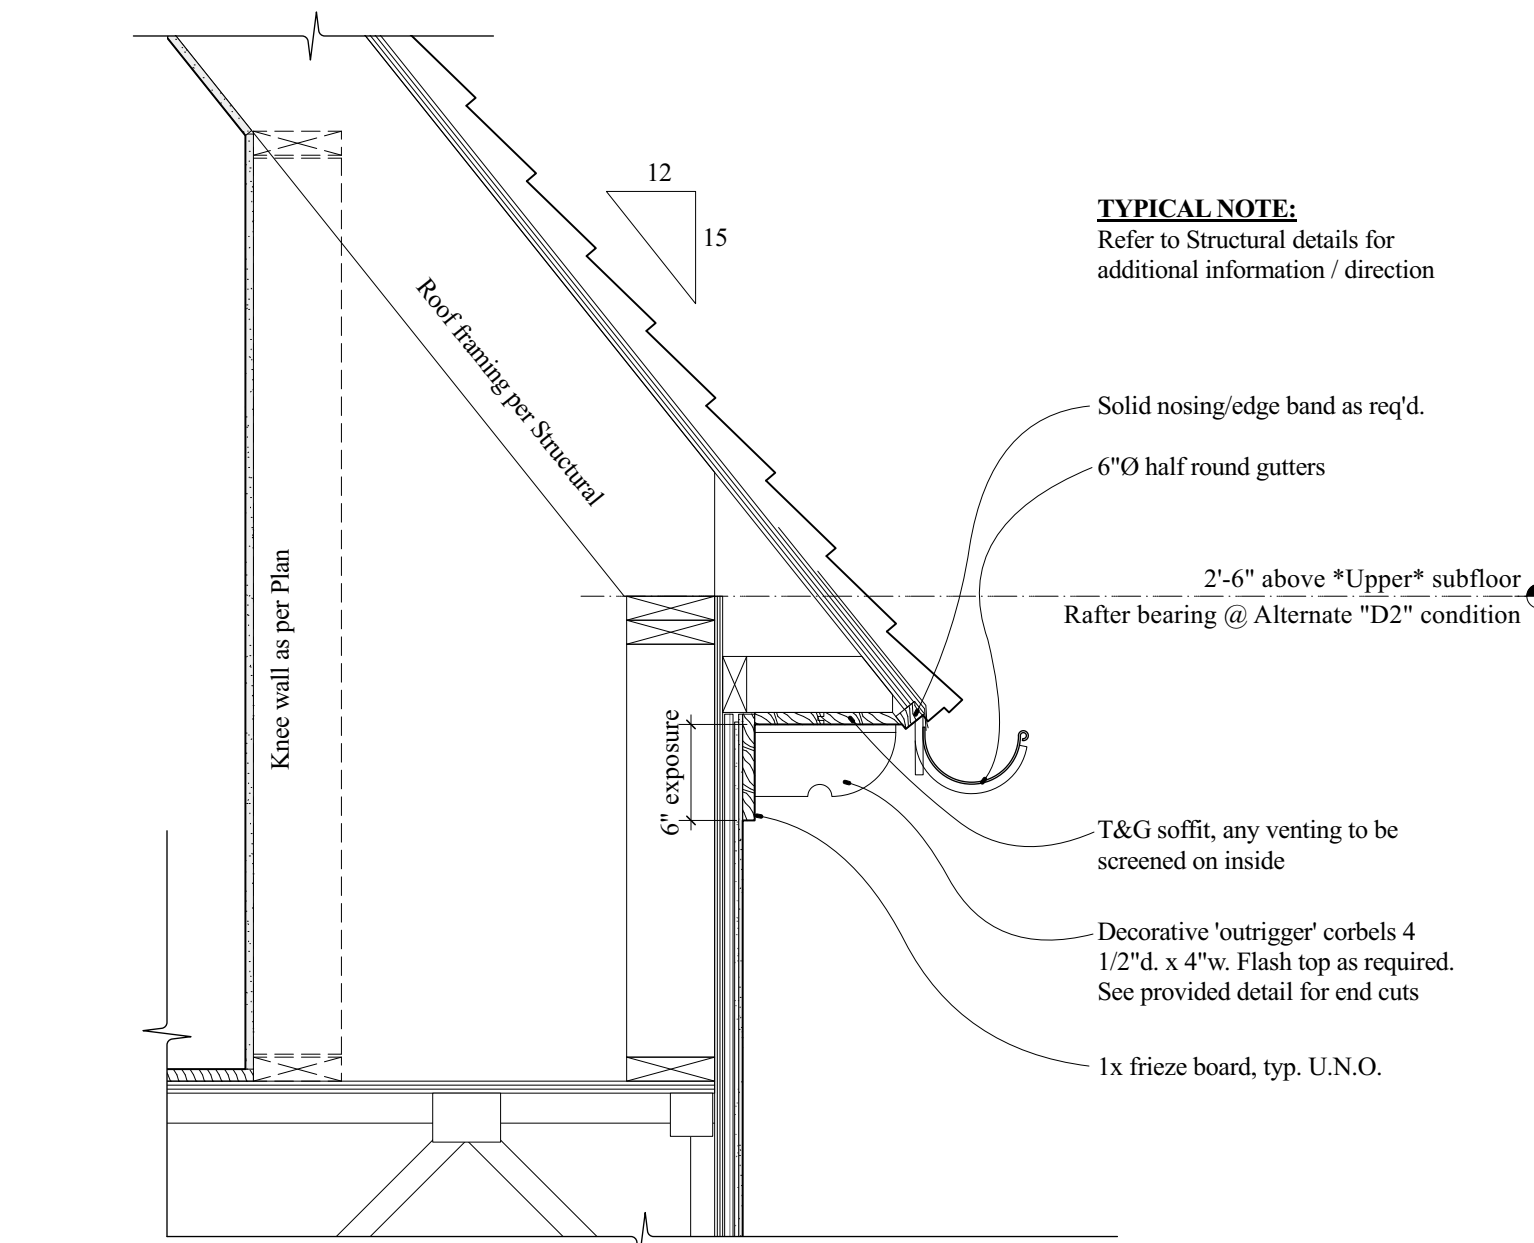 12
15
TYPICAL NOTE:
Refer to Structural details for
additional information / direction
Roof framing per Structural
Solid nosing/edge band as req'd.
6"Ø half round gutters
2'-6" above *Upper* subfloor
Rafter bearing @ Alternate "D2" condition
Knee wall as per Plan
6" exposure
T&G soffit, any venting to be
screened on inside
Decorative 'outrigger' corbels 4
1/2"d. x 4"w. Flash top as required.
See provided detail for end cuts
1x frieze board, typ. U.N.O.